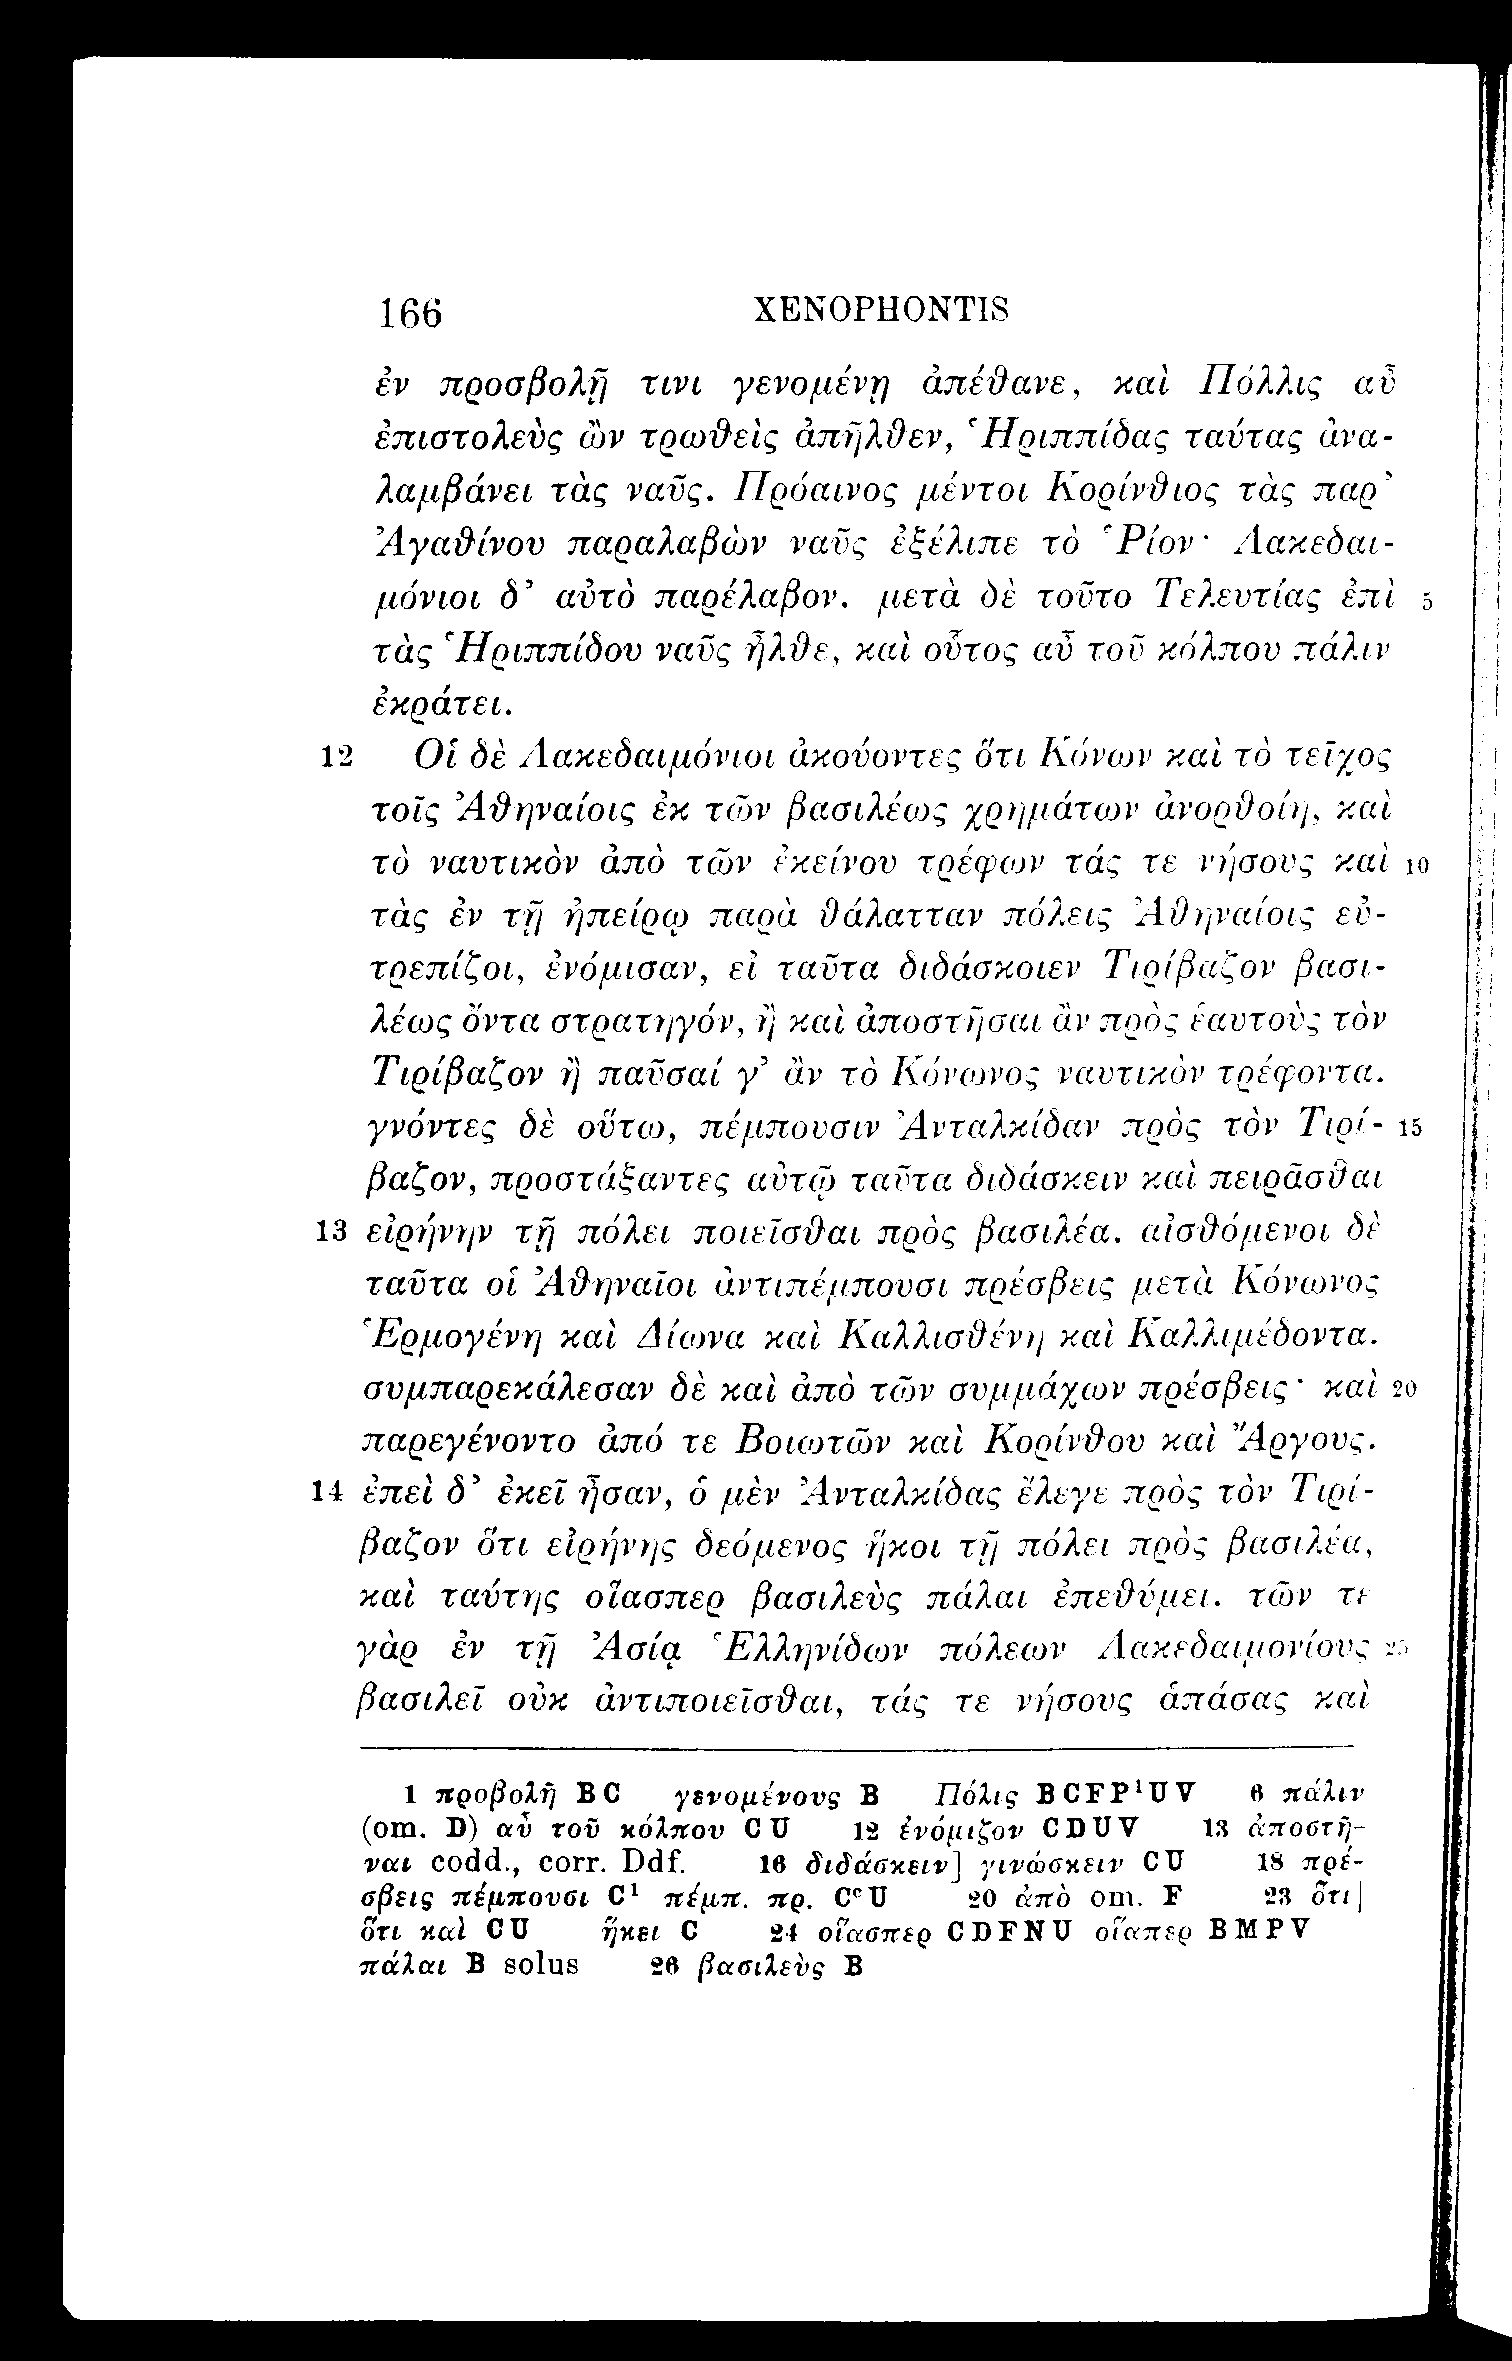 166 XENOPHONTIS
ἐν προσβολῇ τινι γενομένῃ ἀπέθανε, καὶ Πόλλις αὖ
ἐπιστολεὺς ὢν τρωθεὶς ἀπῆλθεν, Ἡριππίδας ταύτας ἀνα-
λαμβάνει τὰς ναῦς. Πρόαινος μέντοι Κορίνθιος τὰς παρ’
Ἀγαθίνου παραλαβὼν ναῦς ἐξέλιπε τὸ Ῥίον· Λακεδαι-
μόνιοι δ’ αὐτὸ παρέλαβον. μετὰ δὲ τοῦτο Τελευτίας ἐπὶ 5
τὰς Ἡριππίδου ναῦς ἦλθε, καὶ οὗτος αὖ τοῦ κόλπου πάλιν
ἐκράτει.
12 Οἱ δὲ Λακεδαιμόνιοι ἀκούοντες ὅτι Κόνων καὶ τὸ τεῖχος
τοῖς Ἀθηναίοις ἐκ τῶν βασιλέως χρημάτων ἀνορθοίη, καὶ
τὸ ναυτικὸν ἀπὸ τῶν ἐκείνου τρέφων τάς τε νήσους καὶ 10
τὰς ἐν τῇ ἠπείρῳ παρὰ θάλατταν πόλεις Ἀθηναίοις εὐ-
τρεπίζοι, ἐνόμισαν, εἰ ταῦτα διδάσκοιεν Τιρίβαζον βασι-
λέως ὄντα στρατηγόν, ἢ καὶ ἀποστῆσαι ἂν πρὸς ἑαυτοὺς τὸν
Τιρίβαζον ἢ παῦσαί γ’ ἂν τὸ Κόνωνος ναυτικὸν τρέφοντα.
γνόντες δὲ οὕτω, πέμπουσιν Ἀνταλκίδαν πρὸς τὸν Τιρί- 15
βαζον, προστάξαντες αὐτῷ ταῦτα διδάσκειν καὶ πειρᾶσθαι
13 εἰρήνην τῇ πόλει ποιεῖσθαι πρὸς βασιλέα. αἰσθόμενοι δὲ
ταῦτα οἱ Ἀθηναῖοι ἀντιπέμπουσι πρέσβεις μετὰ Κόνωνος
Ἑρμογένη καὶ Δίωνα καὶ Καλλισθένη καὶ Καλλιμέδοντα.
συμπαρεκάλεσαν δὲ καὶ ἀπὸ τῶν συμμάχων πρέσβεις· καὶ 20
παρεγένοντο ἀπό τε Βοιωτῶν καὶ Κορίνθου καὶ Ἄργους.
14 ἐπεὶ δ’ ἐκεῖ ἦσαν, ὁ μὲν Ἀνταλκίδας ἔλεγε πρὸς τὸν Τιρί-
βαζον ὅτι εἰρήνης δεόμενος ἥκοι τῇ πόλει πρὸς βασιλέα,
καὶ ταύτης οἵασπερ βασιλεὺς πάλαι ἐπεθύμει. τῶν τε
γὰρ ἐν τῇ Ἀσίᾳ Ἑλληνίδων πόλεων Λακεδαιμονίους 25
βασιλεῖ οὐκ ἀντιποιεῖσθαι, τάς τε νήσους ἁπάσας καὶ
1 προβολῇ BC γενομένους B Πόλις BCFP¹UV 6 πάλιν
(om. D) αὖ τοῦ κόλπου CU 12 ἐνόμιζον CDUV 13 ἀποστῆ-
ναι codd., corr. Ddf. 16 διδάσκειν] γινώσκειν CU 18 πρέ-
σβεις πέμπουσι C¹ πέμπ. πρ. CᶜU 20 ἀπὸ om. F 23 ὅτι]
ὅτι καὶ CU ἥκει C 24 οἵασπερ CDFNU οἵαπερ BMPV
πάλαι B solus 26 βασιλεὺς B